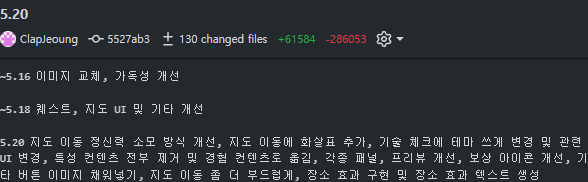 5.20
ClapJeoung 5527ab3 130 changed files +61584 -286053
~5.16 이미지 교체, 가독성 개선
~5.18 퀘스트, 지도 UI 및 기타 개선
5.20 지도 이동 정신력 소모 방식 개선, 지도 이동에 화살표 추가, 기술 체크에 테마 쓰게 변경 및 관련
UI 변경, 특성 컨텐츠 전부 제거 및 경험 컨텐츠로 옮김, 각종 패널, 프리뷰 개선, 보상 아이콘 개선, 기
타 버튼 이미지 채워넣기, 지도 이동 좀 더 부드럽게, 장소 효과 구현 및 장소 효과 텍스트 생성